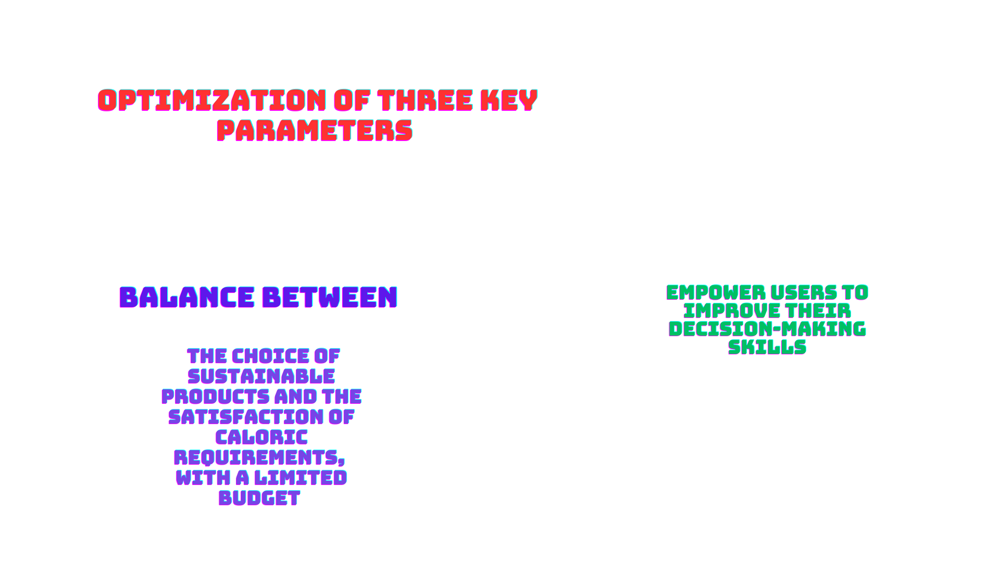 OPTIMIZATION OF THREE KEY
PARAMETERS
BALANCE BETWEEN
THE CHOICE OF
SUSTAINABLE
PRODUCTS AND THE
SATISFACTION OF
CALORIC
REQUIREMENTS,
WITH A LIMITED
BUDGET
EMPOWER USERS TO
IMPROVE THEIR
DECISION-MAKING
SKILLS